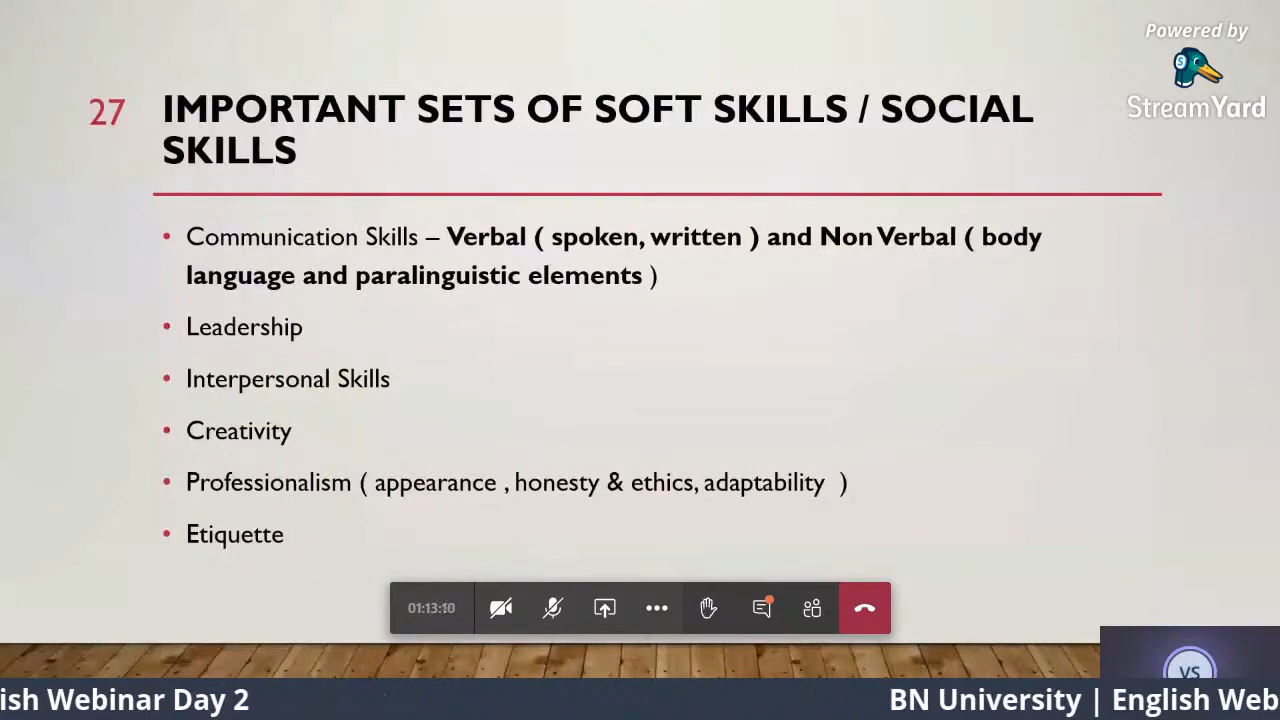 Powered by
StreamYard
27
IMPORTANT SETS OF SOFT SKILLS / SOCIAL
SKILLS
• Communication Skills – Verbal ( spoken, written ) and Non Verbal ( body
language and paralinguistic elements )
• Leadership
• Interpersonal Skills
• Creativity
• Professionalism ( appearance , honesty & ethics, adaptability )
• Etiquette
01:13:10
VS
ish Webinar Day 2
BN University | English Web